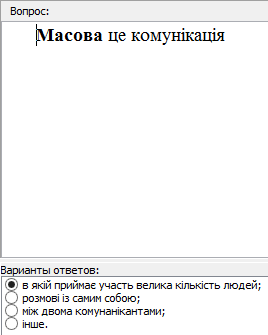 Вопрос:
Масова це комунікація
Варианты ответов:
в якій приймає участь велика кількість людей;
розмові із самим собою;
між двома комунанікантами;
інше.